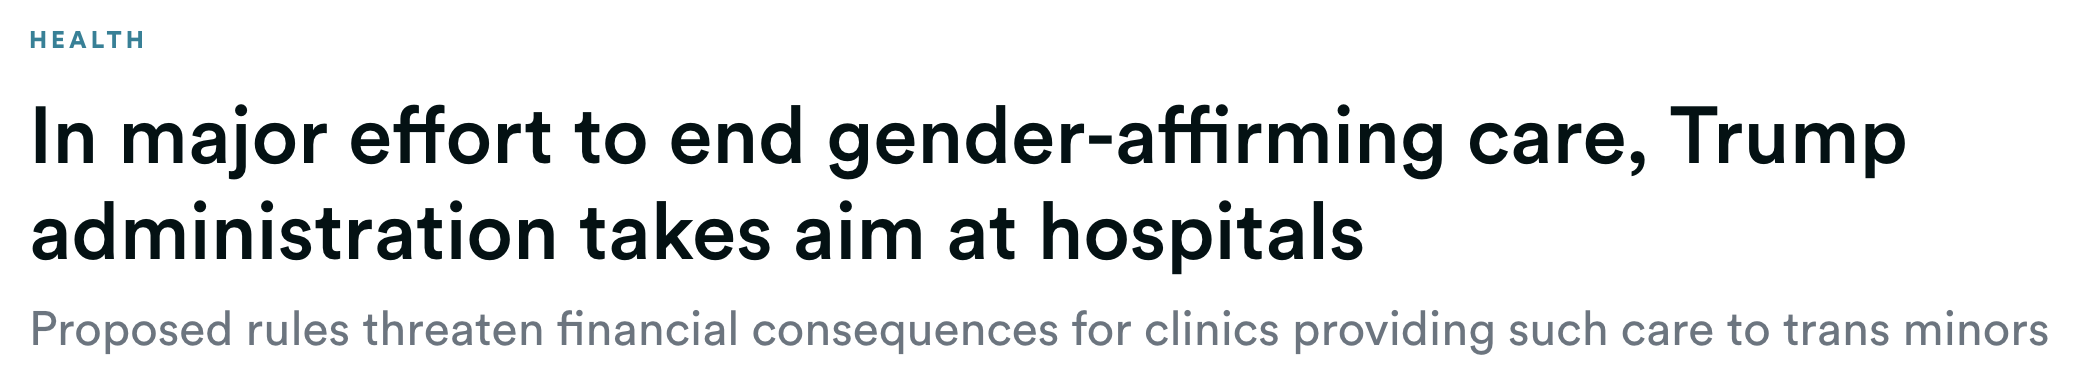 HEALTH
In major effort to end gender-affirming care, Trump
administration takes aim at hospitals
Proposed rules threaten financial consequences for clinics providing such care to trans minors